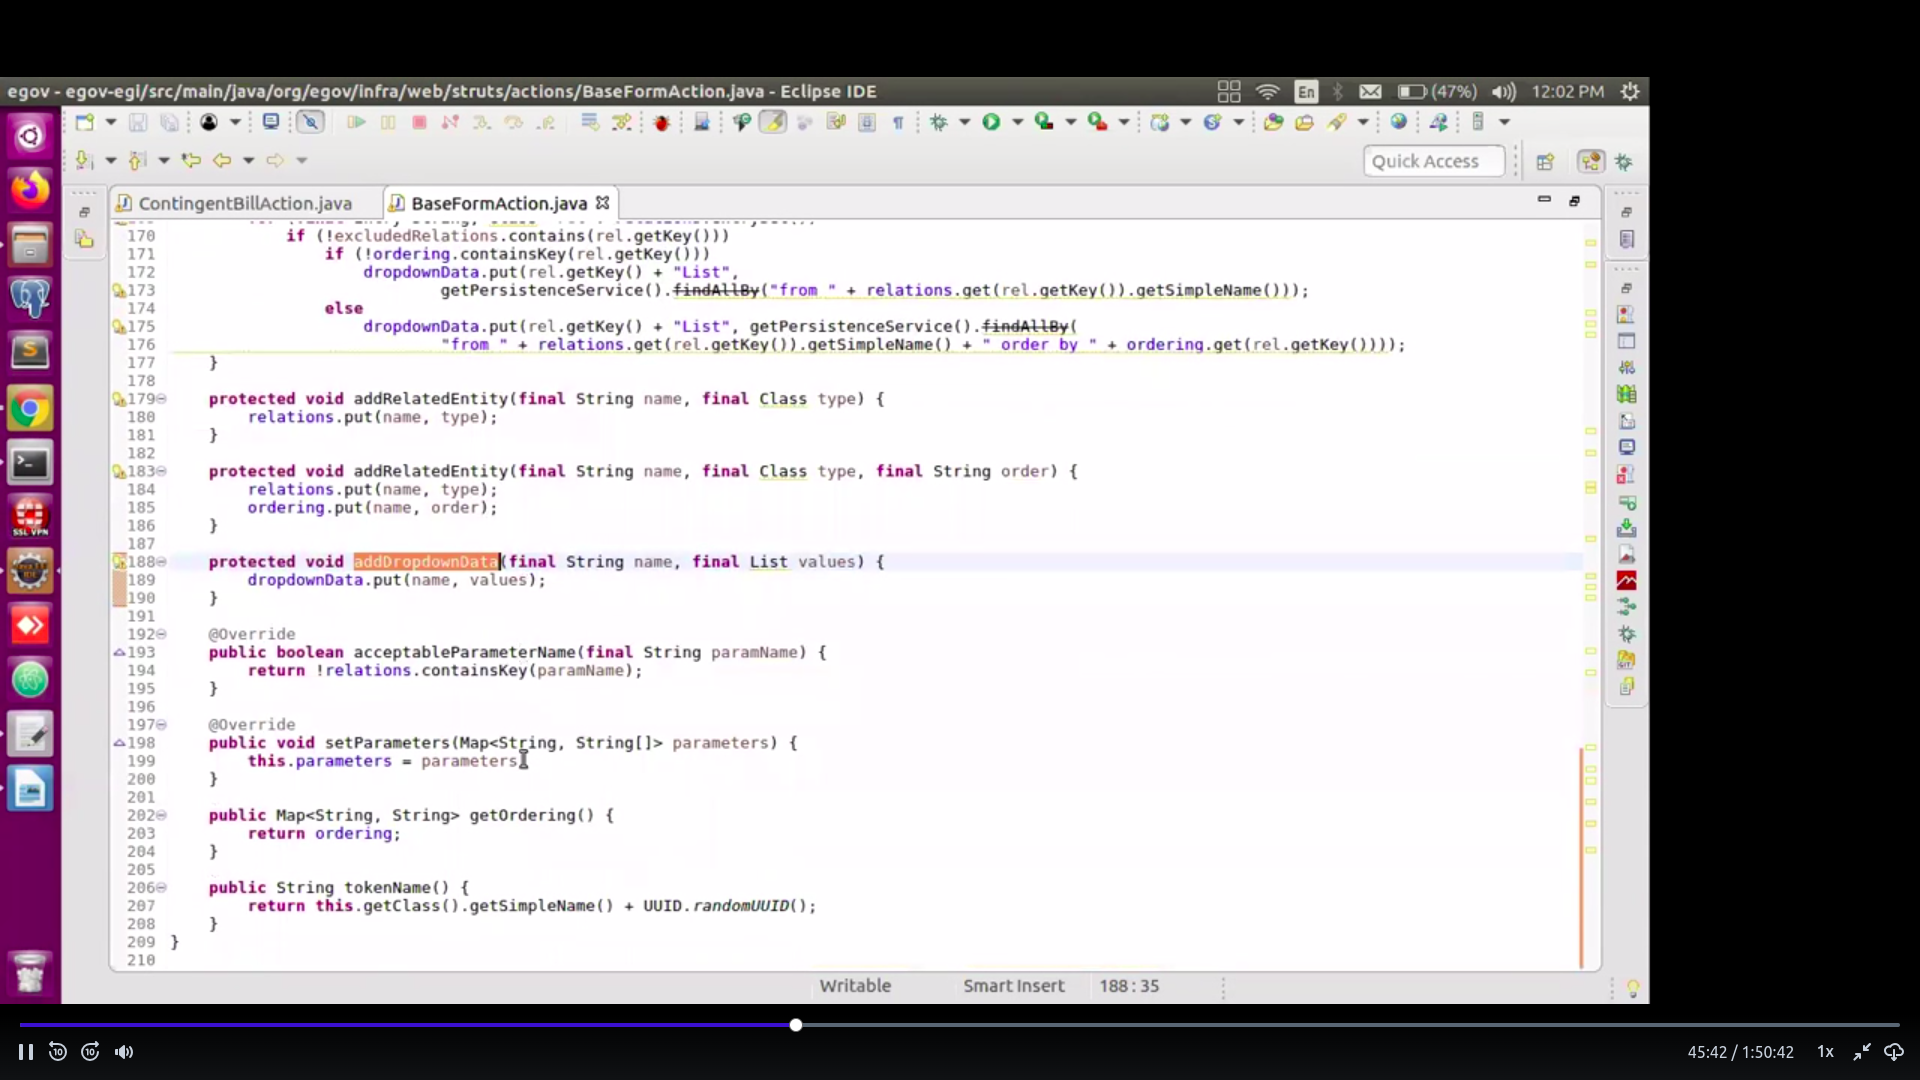 egov - egov-egi/src/main/java/org/egov/infra/web/struts/actions/BaseFormAction.java - Eclipse IDE
En
(47%)
12:02 PM
Quick Access
ContingentBillAction.java
BaseFormAction.java
170 if (!excludedRelations.contains(rel.getKey()))
171 if (!ordering.containsKey(rel.getKey()))
172 dropdownData.put(rel.getKey() + "List",
173 getPersistenceService().findAllBy("from " + relations.get(rel.getKey()).getSimpleName()));
174 else
175 dropdownData.put(rel.getKey() + "List", getPersistenceService().findAllBy(
176 "from " + relations.get(rel.getKey()).getSimpleName() + " order by " + ordering.get(rel.getKey())));
177 }
178
179 protected void addRelatedEntity(final String name, final Class type) {
180 relations.put(name, type);
181 }
182
183 protected void addRelatedEntity(final String name, final Class type, final String order) {
184 relations.put(name, type);
185 ordering.put(name, order);
186 }
187
188 protected void addDropdownData(final String name, final List values) {
189 dropdownData.put(name, values);
190 }
191
192 @Override
193 public boolean acceptableParameterName(final String paramName) {
194 return !relations.containsKey(paramName);
195 }
196
197 @Override
198 public void setParameters(Map<String, String[]> parameters) {
199 this.parameters = parameters
200 }
201
202 public Map<String, String> getOrdering() {
203 return ordering;
204 }
205
206 public String tokenName() {
207 return this.getClass().getSimpleName() + UUID.randomUUID();
208 }
209 }
210
SSL VPN
Writable
Smart Insert
188 : 35
10
10
45:42 / 1:50:42
1x